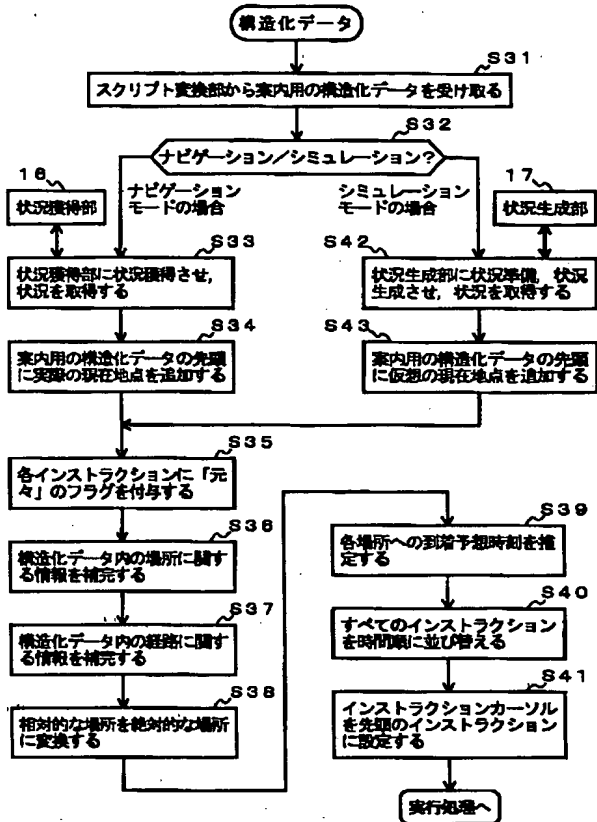 構造化データ
S31
スクリプト変換部から案内用の構造化データを受け取る
S32
ナビゲーション/シミュレーション?
ナビゲーション
モードの場合
シミュレーション
モードの場合
16
状況獲得部
17
状況生成部
S33
状況獲得部に状況獲得させ,
状況を取得する
S42
状況生成部に状況準備,状況
生成させ,状況を取得する
S34
案内用の構造化データの先頭
に実際の現在地点を追加する
S43
案内用の構造化データの先頭
に仮想の現在地点を追加する
S35
各インストラクションに「元
々」のフラグを付与する
S36
構造化データ内の場所に関す
る情報を補完する
S37
構造化データ内の経路に関す
る情報を補完する
S38
相対的な場所を絶対的な場所
に変換する
S39
各場所への到着予想時刻を推
定する
S40
すべてのインストラクション
を時間順に並び替える
S41
インストラクションカーソル
を先頭のインストラクション
に設定する
実行処理へ